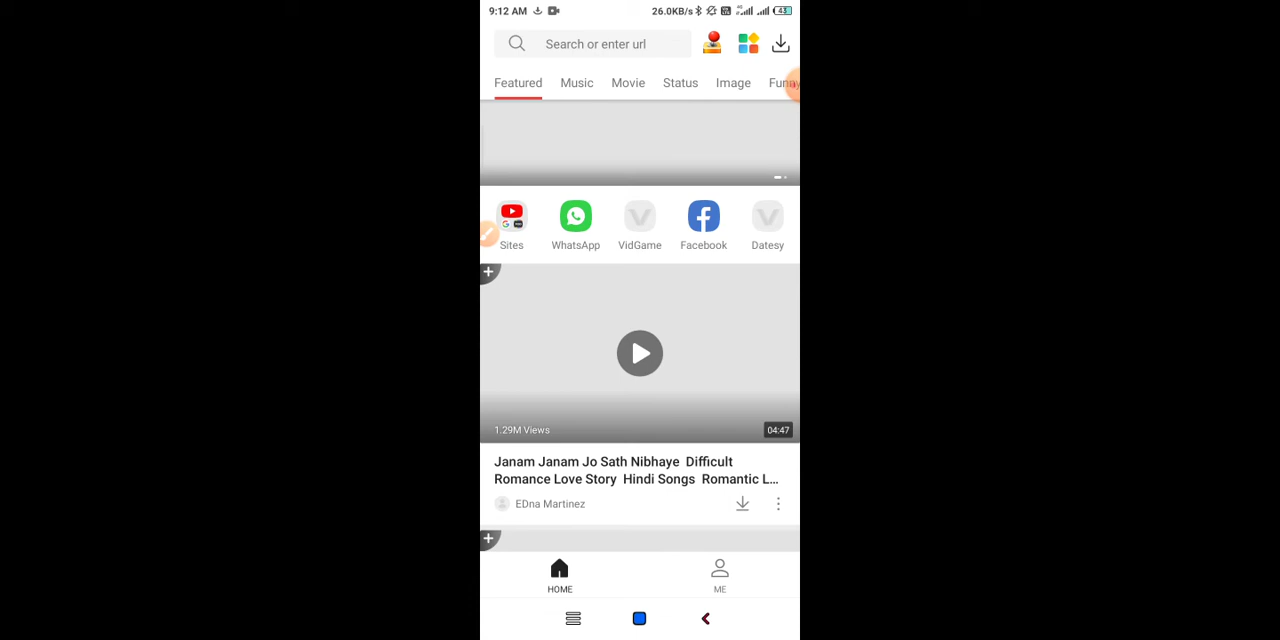 9:12 AM 26.0KB/s 43
Search or enter url
Featured Music Movie Status Image Funny
Sites WhatsApp VidGame Facebook Datesy
1.29M Views 04:47
Janam Janam Jo Sath Nibhaye Difficult
Romance Love Story Hindi Songs Romantic L...
EDna Martinez
HOME ME